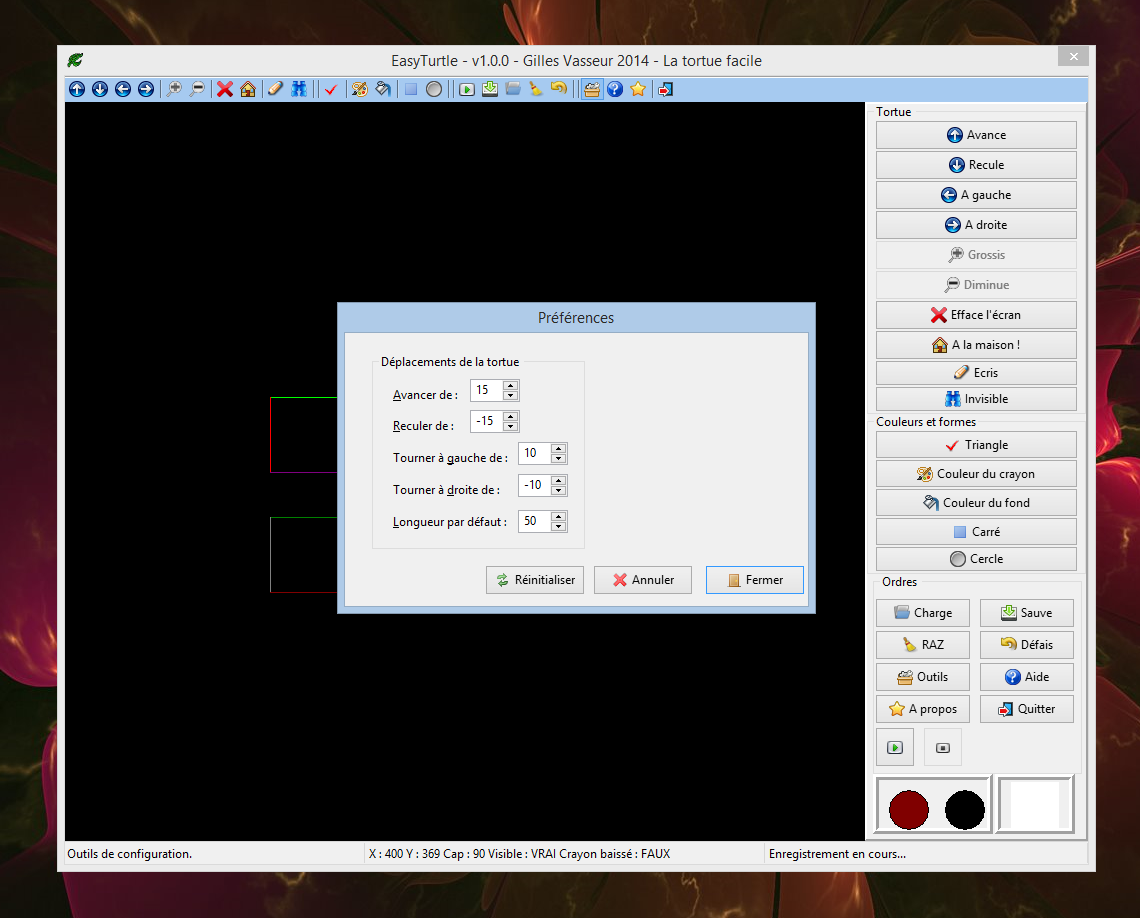 EasyTurtle - v1.0.0 - Gilles Vasseur 2014 - La tortue facile
Tortue
Avance
Recule
A gauche
A droite
Grossis
Diminue
Efface l'écran
A la maison !
Ecris
Invisible
Couleurs et formes
Triangle
Couleur du crayon
Couleur du fond
Carré
Cercle
Ordres
Charge
Sauve
RAZ
Défais
Outils
Aide
A propos
Quitter
Préférences
Déplacements de la tortue
Avancer de : 15
Reculer de : -15
Tourner à gauche de : 10
Tourner à droite de : -10
Longueur par défaut : 50
Réinitialiser
Annuler
Fermer
Outils de configuration.
X : 400 Y : 369 Cap : 90 Visible : VRAI Crayon baissé : FAUX
Enregistrement en cours...